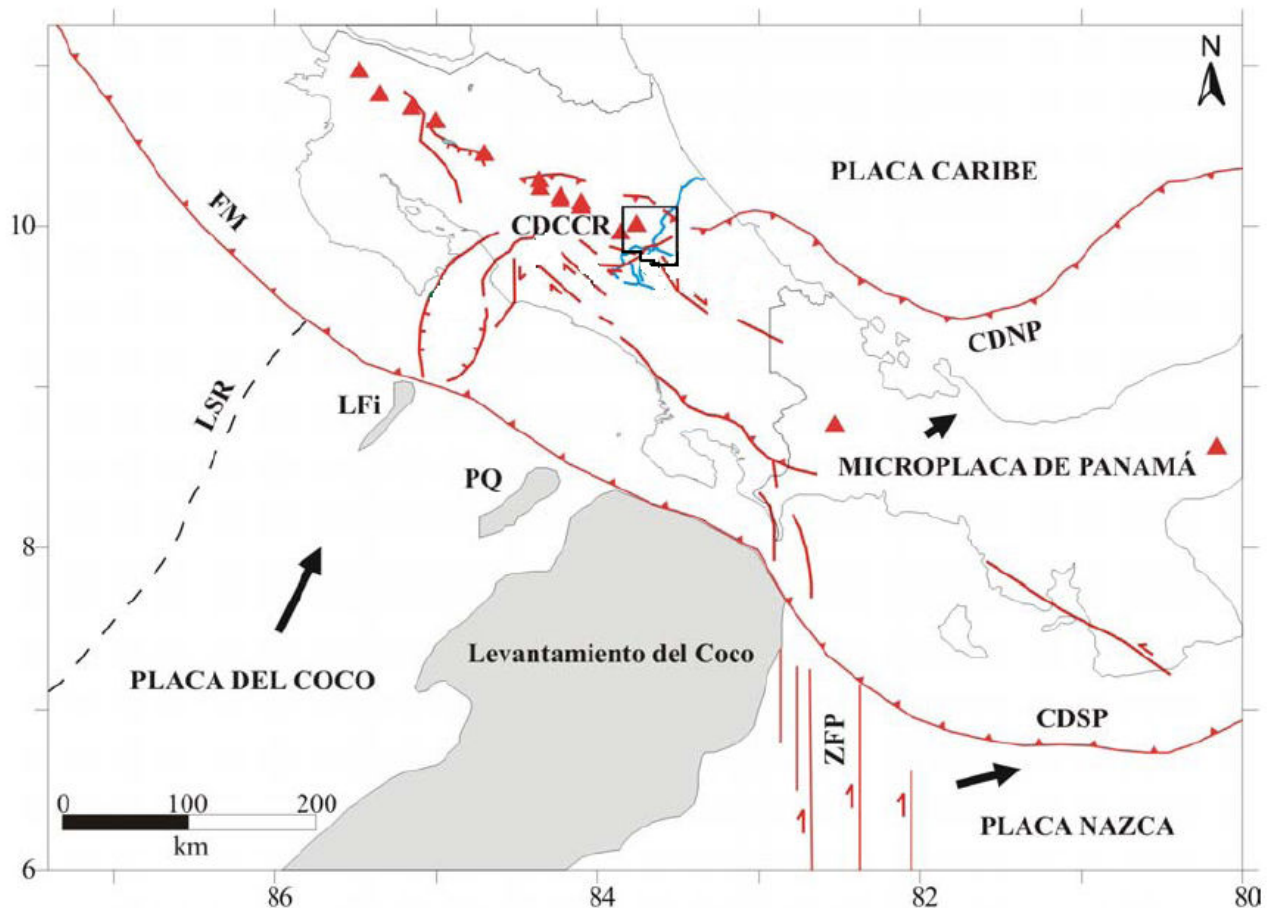 N
PLACA CARIBE
FM
10
CDCCR
CDNP
LSR
LFi
MICROPLACA DE PANAMÁ
PQ
8
Levantamiento del Coco
PLACA DEL COCO
CDSP
ZFP
0 100 200
km
PLACA NAZCA
6
86 84 82 80